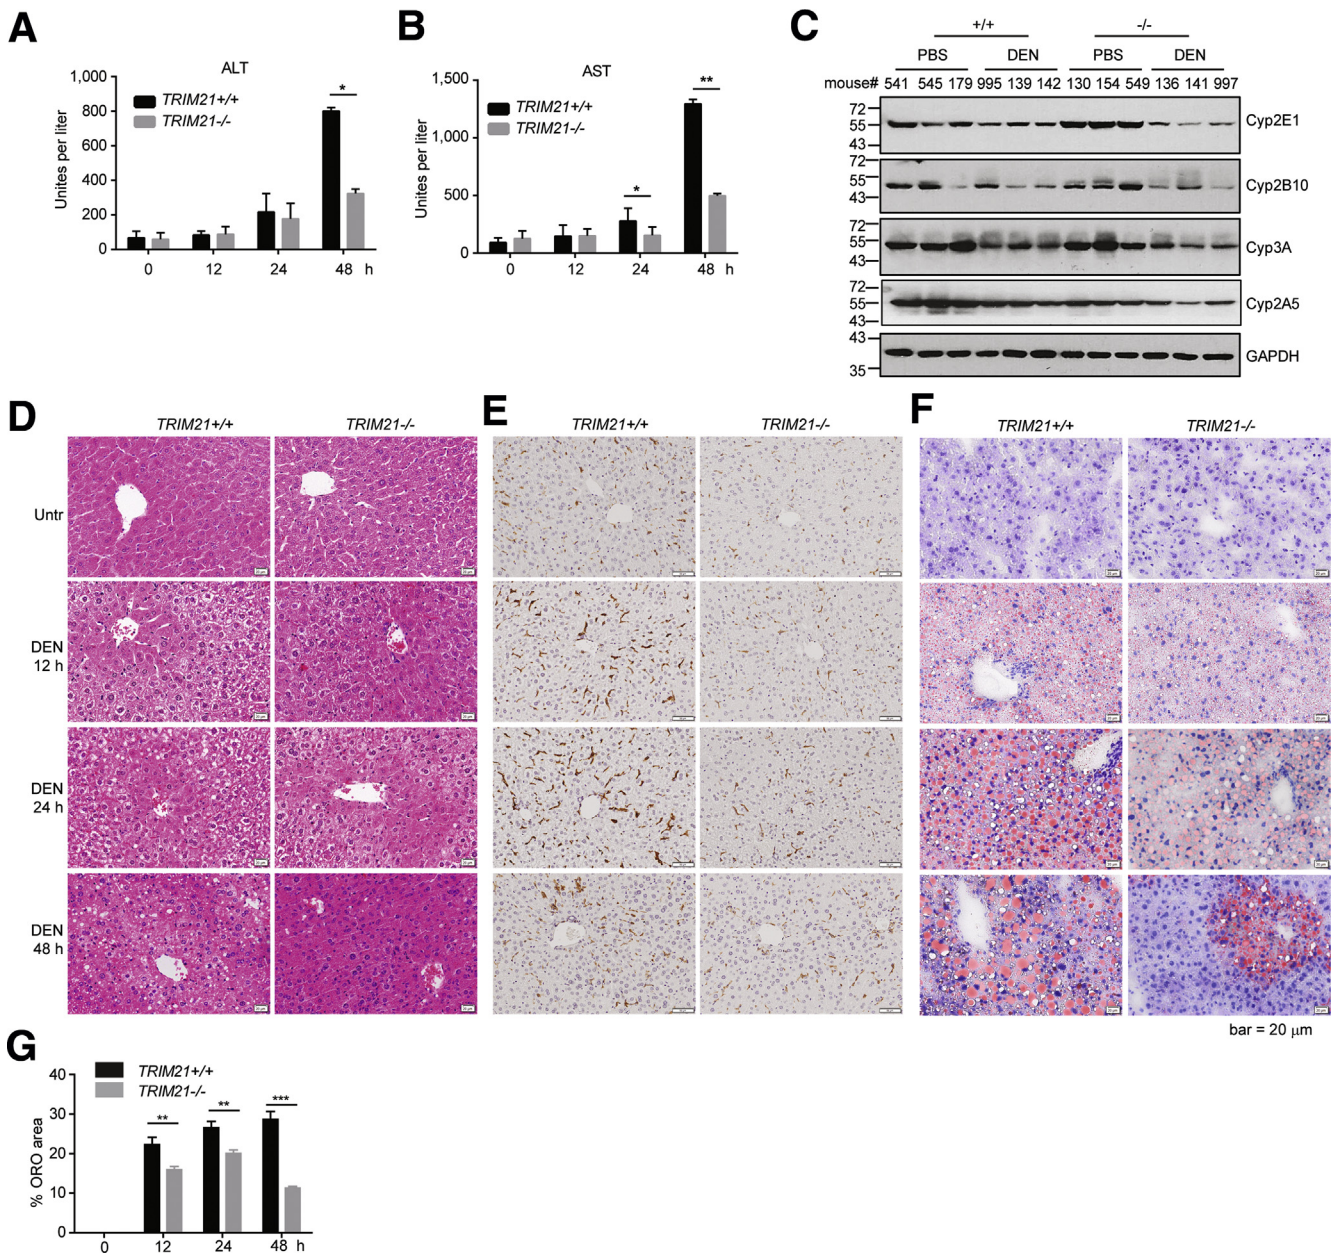 A
ALT
1,000
800
600
400
200
0
Unites per liter
TRIM21+/+
TRIM21-/-
*
0 12 24 48 h
B
AST
1,500
1,000
500
0
Unites per liter
TRIM21+/+
TRIM21-/-
*
**
0 12 24 48 h
C
+/+ -/-
PBS DEN PBS DEN
mouse# 541 545 179 995 139 142 130 154 549 136 141 997
72
55
43
Cyp2E1
72
55
43
Cyp2B10
72
55
43
Cyp3A
72
55
43
Cyp2A5
43
35
GAPDH
D
TRIM21+/+ TRIM21-/-
Untr
DEN
12 h
DEN
24 h
DEN
48 h
E
TRIM21+/+ TRIM21-/-
F
TRIM21+/+ TRIM21-/-
bar = 20 μm
G
TRIM21+/+
TRIM21-/-
40
30
20
10
0
% ORO area
** ** ***
0 12 24 48 h